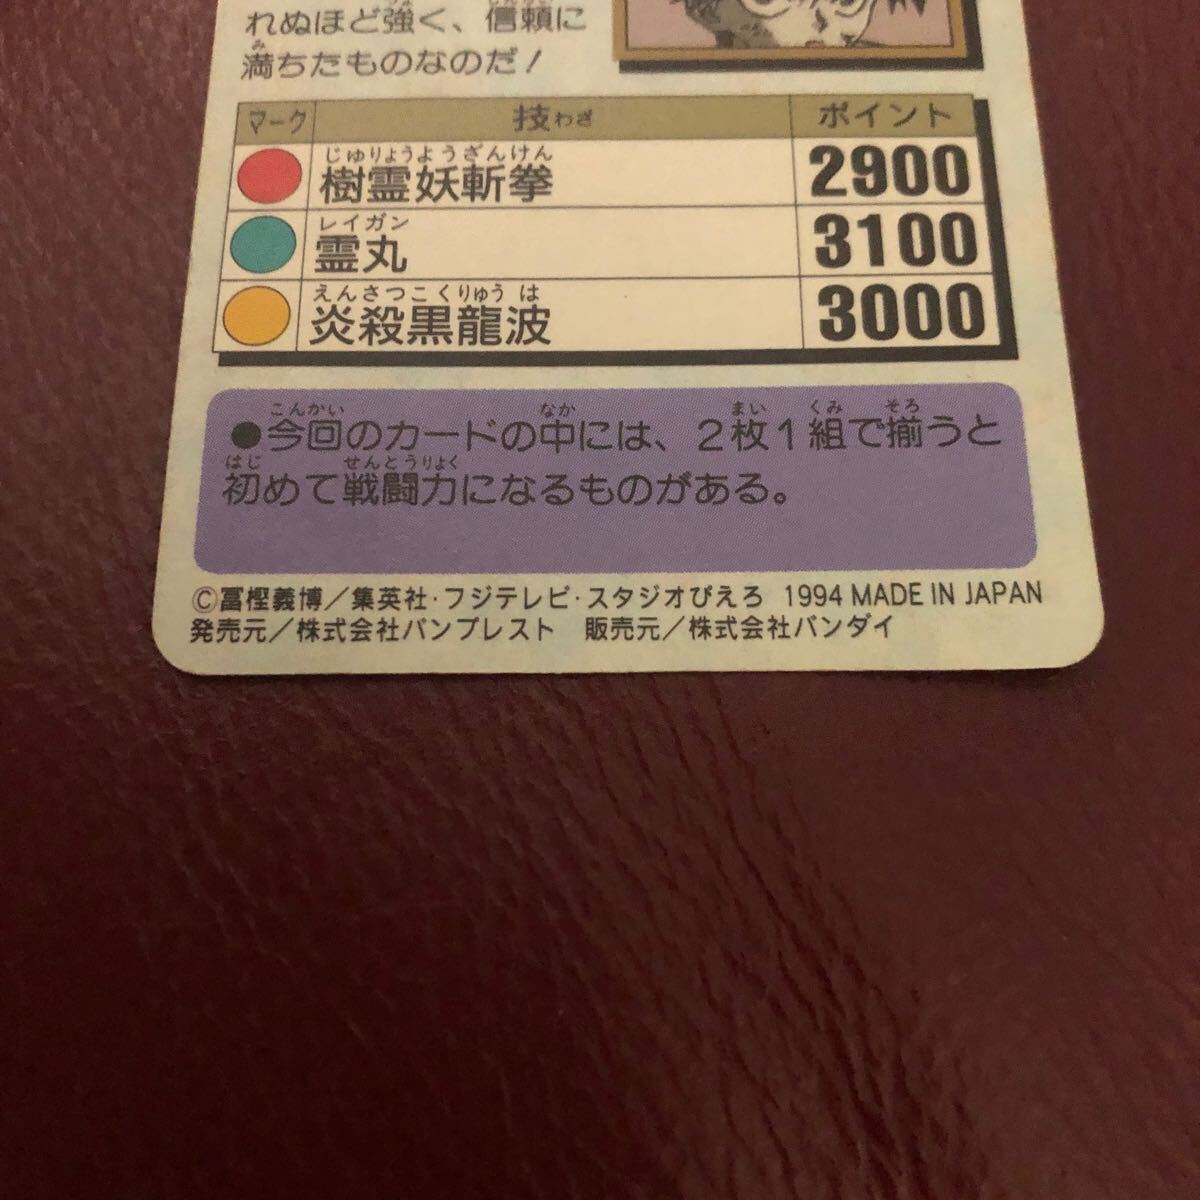 れぬほど強く、信頼に
み
満ちたものなのだ！
マーク 技わざ ポイント
じゅりょうようざんけん
樹霊妖斬拳 2900
レイガン
霊丸 3100
えんさつこくりゅう は
炎殺黒龍波 3000
こんかい なか まい くみ そろ
●今回のカードの中には、２枚１組で揃うと
はじ せんとうりょく
初めて戦闘力になるものがある。
©冨樫義博／集英社･フジテレビ･スタジオぴえろ 1994 MADE IN JAPAN
発売元／株式会社バンプレスト 販売元／株式会社バンダイ